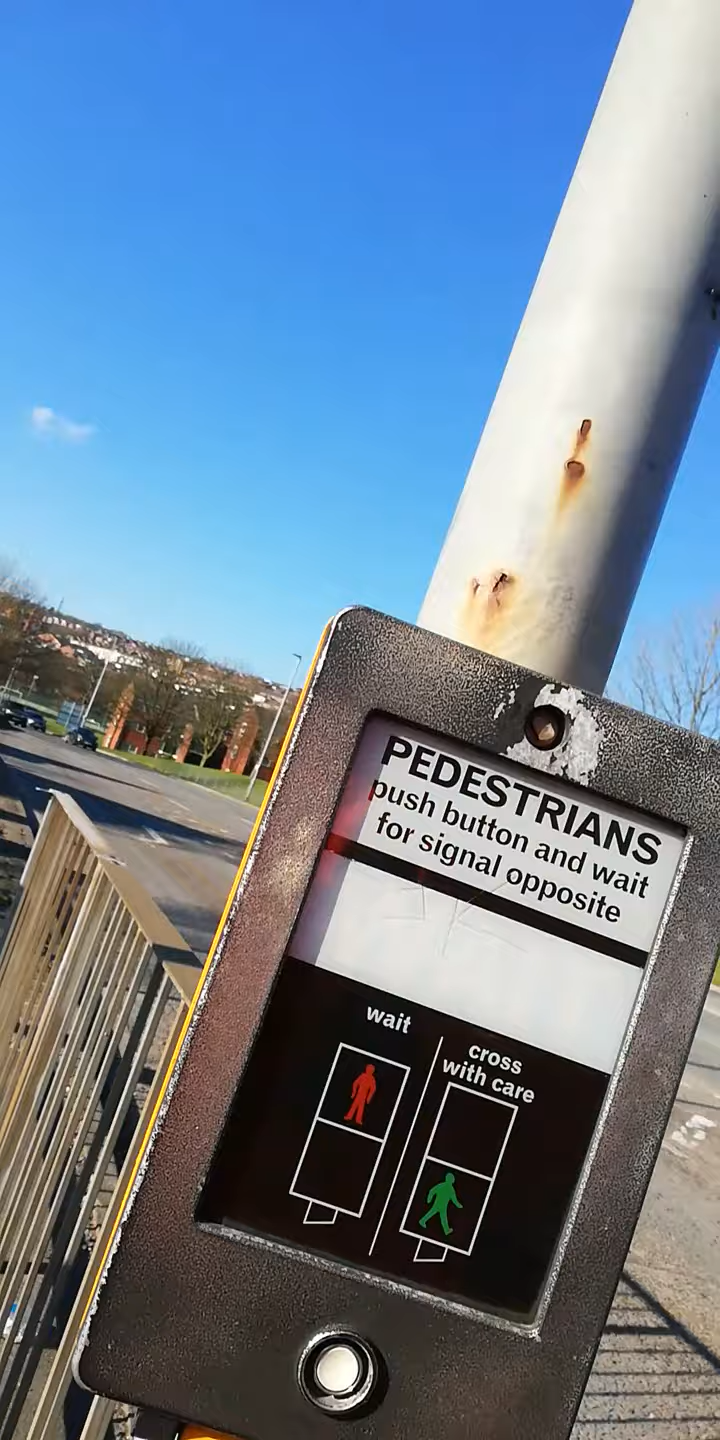 PEDESTRIANS
push button and wait
for signal opposite
wait
cross
with care